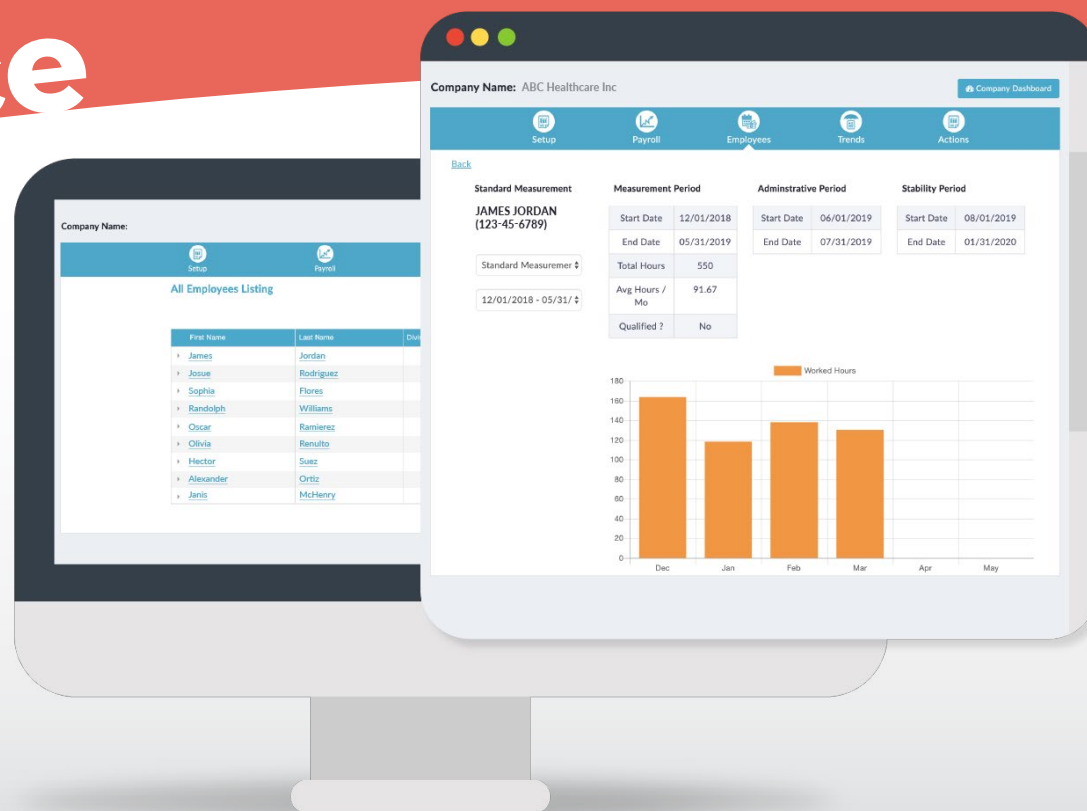 Company Name: ABC Healthcare Inc
Company Dashboard
Setup
Payroll
Employees
Trends
Actions
Back
Standard Measurement
JAMES JORDAN
(123-45-6789)
Standard Measuremer
12/01/2018 - 05/31/
Measurement Period
Start Date 12/01/2018
End Date 05/31/2019
Total Hours 550
Avg Hours /
Mo
91.67
Qualified ? No
Adminstrative Period
Start Date 06/01/2019
End Date 07/31/2019
Stability Period
Start Date 08/01/2019
End Date 01/31/2020
Worked Hours
180
160
140
120
100
80
60
40
20
0
Dec Jan Feb Mar Apr May
Company Name:
Setup
Payroll
All Employees Listing
First Name Last Name
James Jordan
Josue Rodriguez
Sophia Flores
Randolph Williams
Oscar Ramierez
Olivia Renulto
Hector Suez
Alexander Ortiz
Janis McHenry